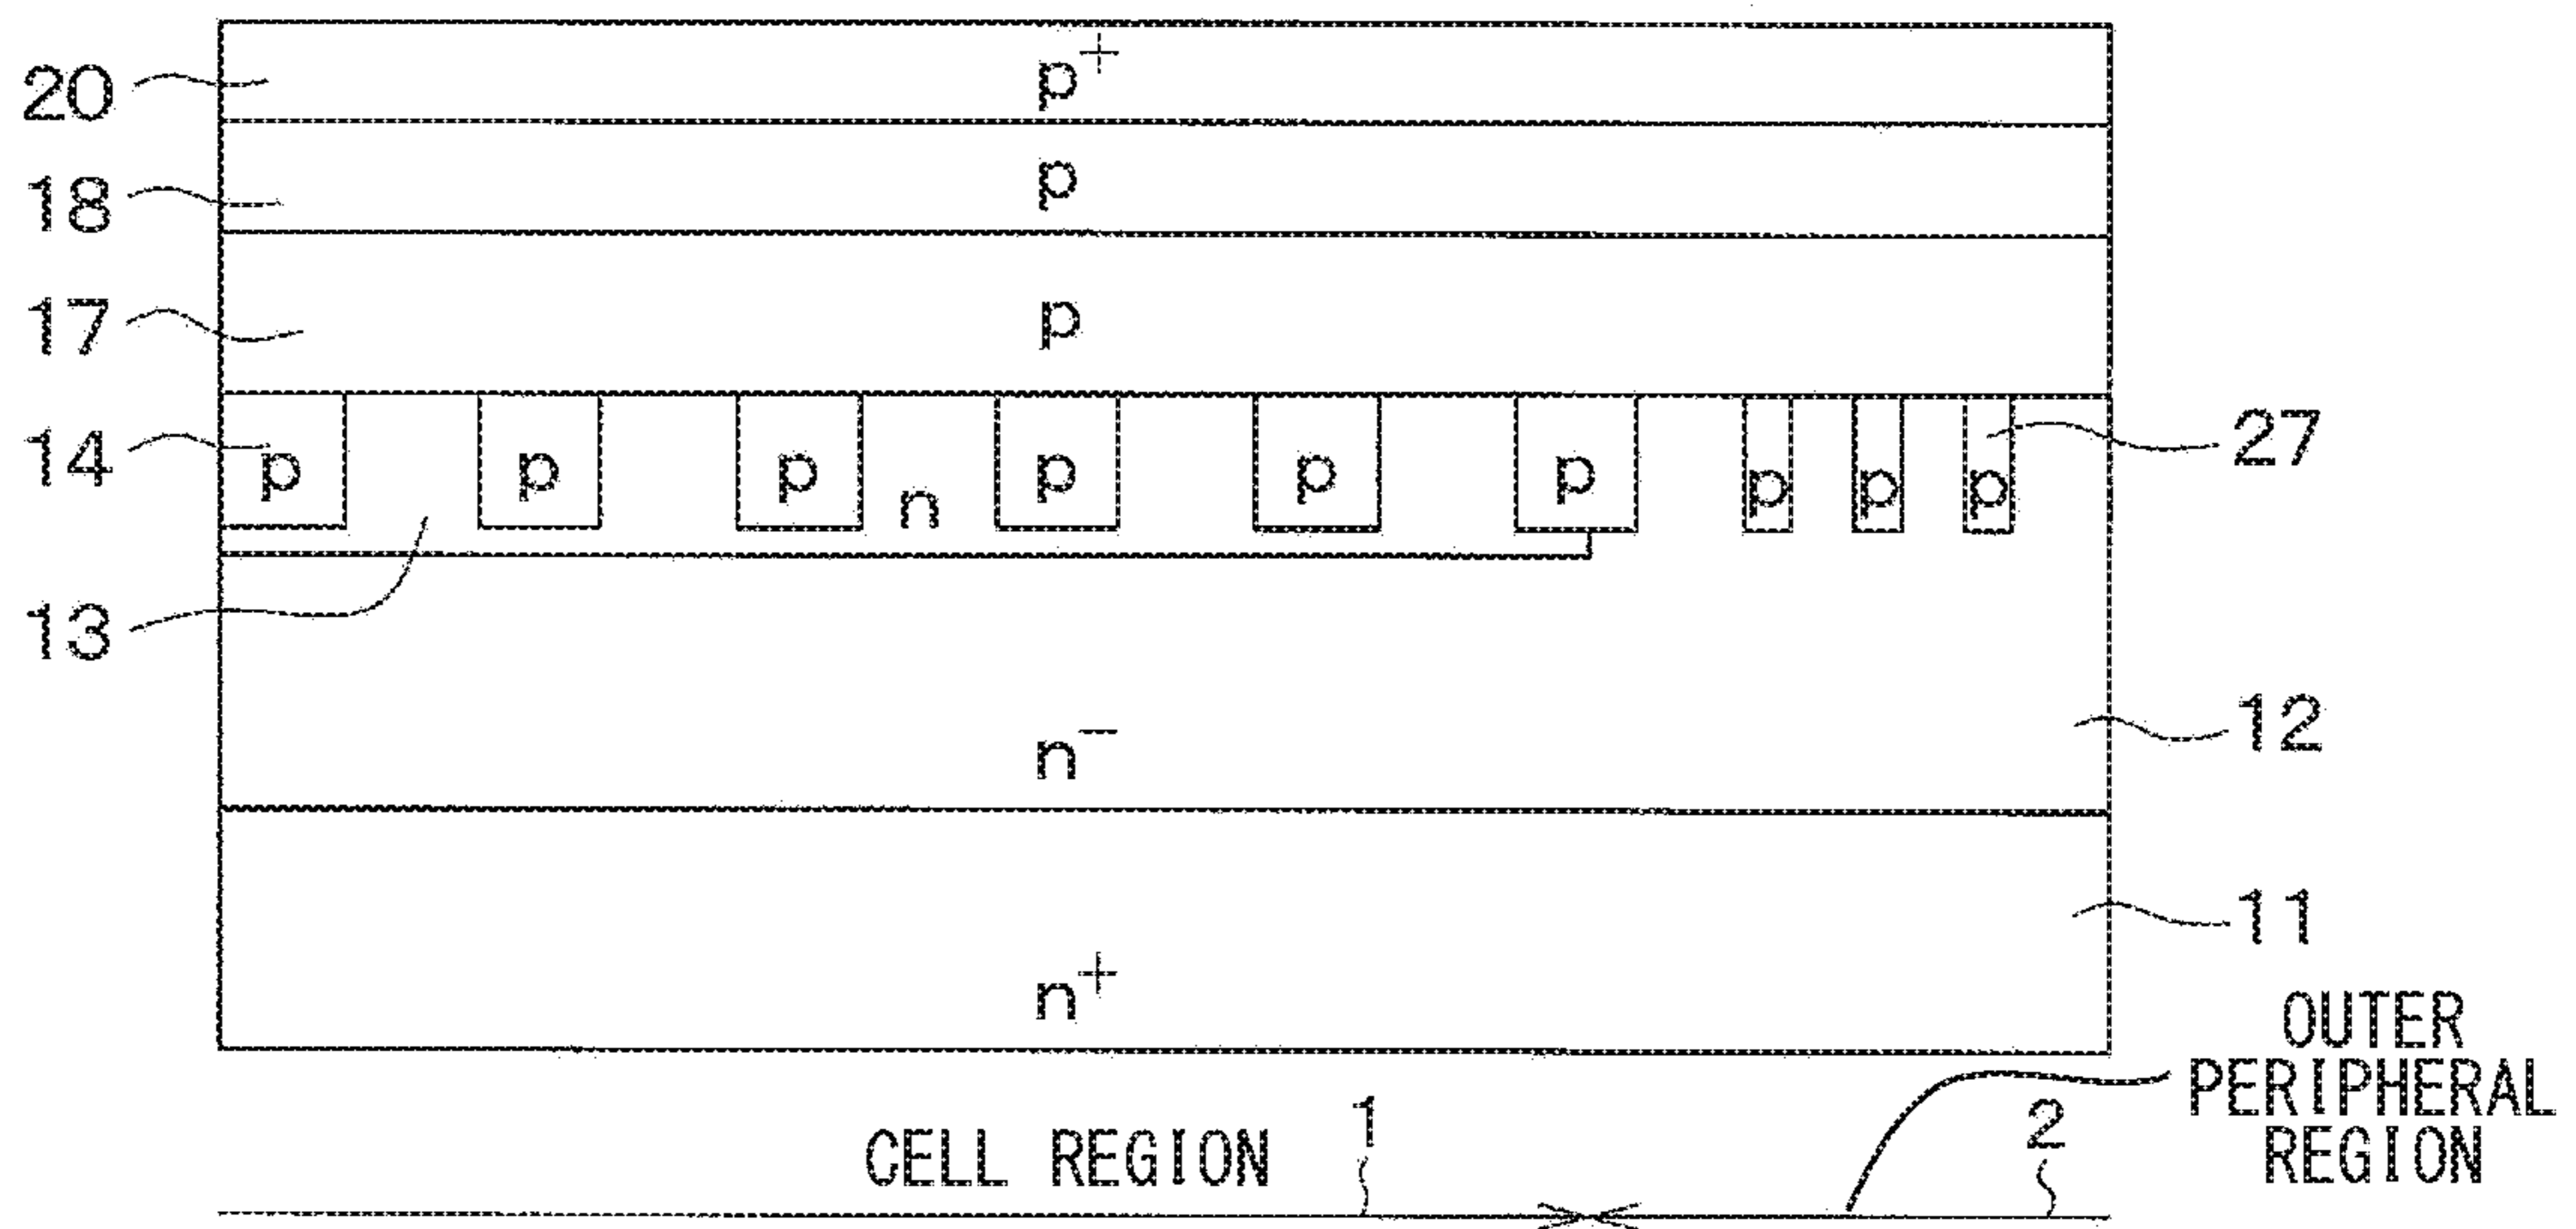 20
p+
18
p
17
p
14
p
p
p
n
p
p
p
p
p
p
27
13
n−
12
n+
11
OUTER
PERIPHERAL
REGION
CELL REGION
1
2